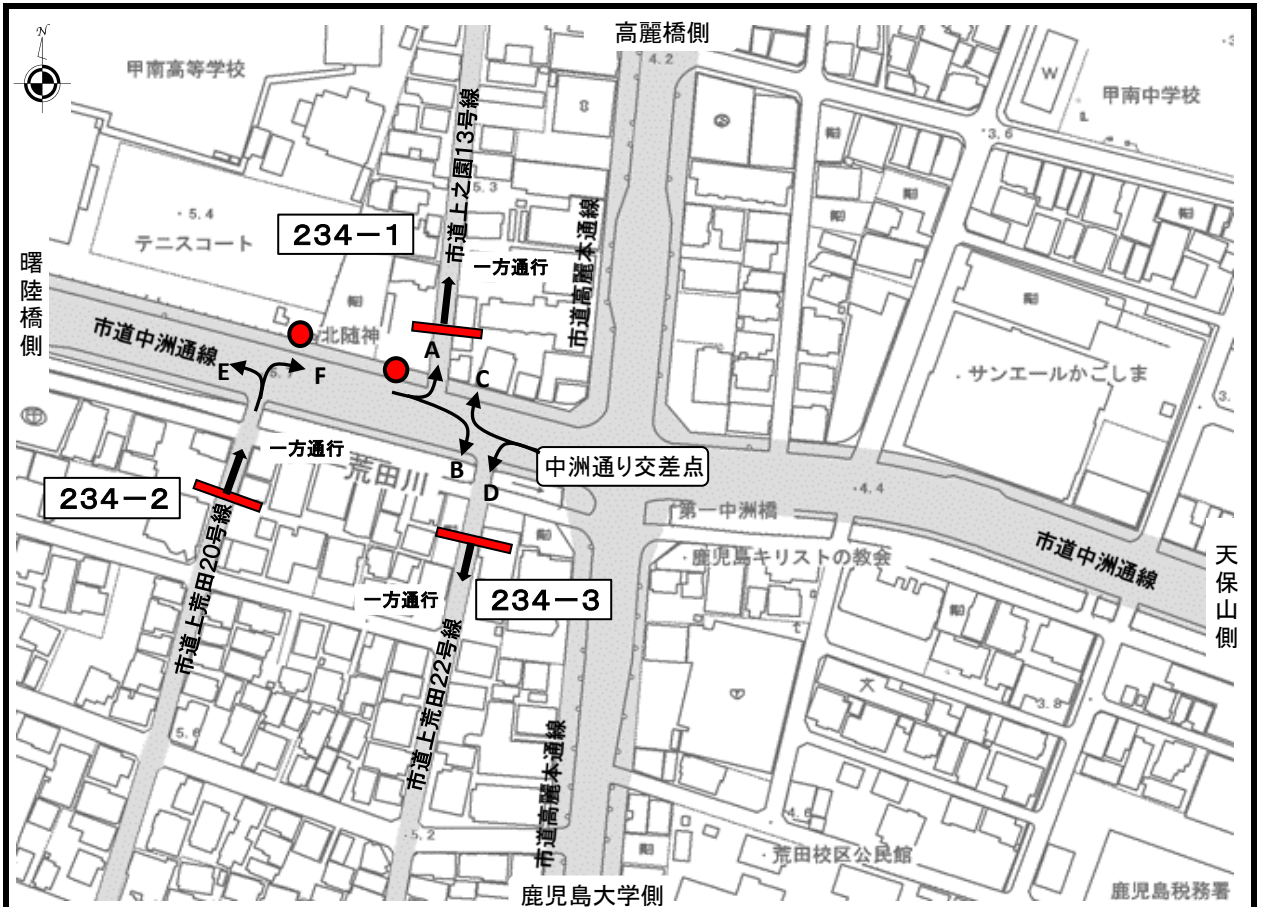 高麗橋側
N
4.2
甲南高等学校
W
甲南中学校
3.6
市道上之園13号線
5.3
5.4
テニスコート
234－1
一方通行
市道高麗本通線
曙陸橋側
市道中洲通線
北随神
A
E
F
C
サンエールかごしま
一方通行
荒田川
B
D
中洲通り交差点
234－2
4.4
第一中洲橋
市道中洲通線
鹿児島キリストの教会
天保山側
一方通行
234－3
市道上荒田20号線
市道上荒田22号線
文
3.8
5.6
市道高麗本通線
4.8
5.2
荒田校区公民館
鹿児島大学側
鹿児島税務署